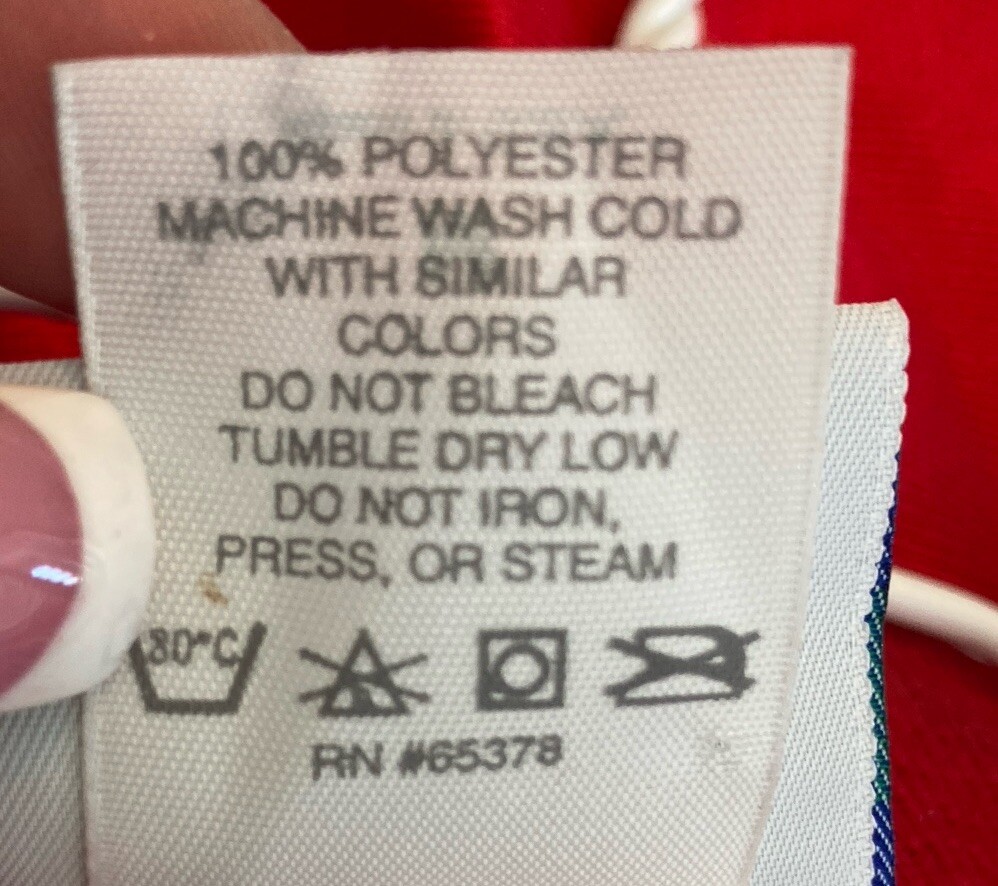 100% POLYESTER
MACHINE WASH COLD
WITH SIMILAR
COLORS
DO NOT BLEACH
TUMBLE DRY LOW
DO NOT IRON,
PRESS, OR STEAM
80°C
RN #65378